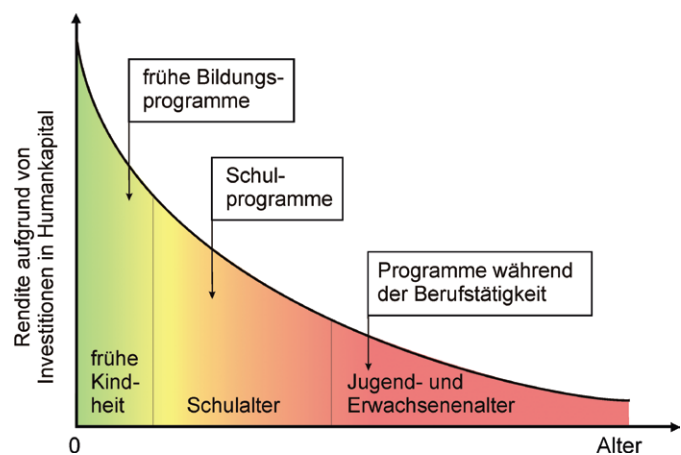 Rendite aufgrund von
Investitionen in Humankapital
frühe Bildungs-
programme
Schul-
programme
Programme während
der Berufstätigkeit
frühe
Kind-
heit
Schulalter
Jugend- und
Erwachsenenalter
0
Alter